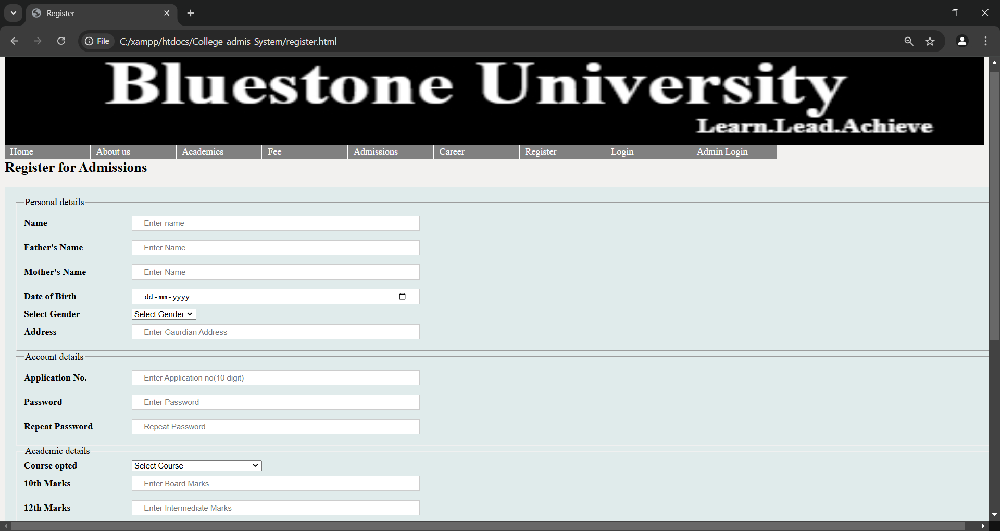 Register
File C:/xampp/htdocs/College-admis-System/register.html
Bluestone University
Learn.Lead.Achieve
Home About us Academics Fee Admissions Career Register Login Admin Login
Register for Admissions
Personal details
Name Enter name
Father's Name Enter Name
Mother's Name Enter Name
Date of Birth dd-mm-yyyy
Select Gender Select Gender
Address Enter Gaurdian Address
Account details
Application No. Enter Application no(10 digit)
Password Enter Password
Repeat Password Repeat Password
Academic details
Course opted Select Course
10th Marks Enter Board Marks
12th Marks Enter Intermediate Marks